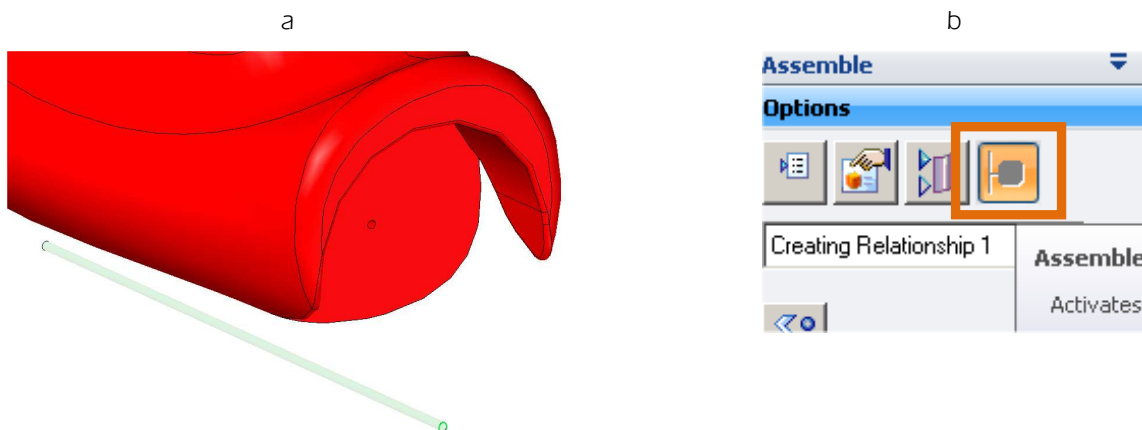 a
b
Assemble
Options
Creating Relationship 1
Assemble
Activates